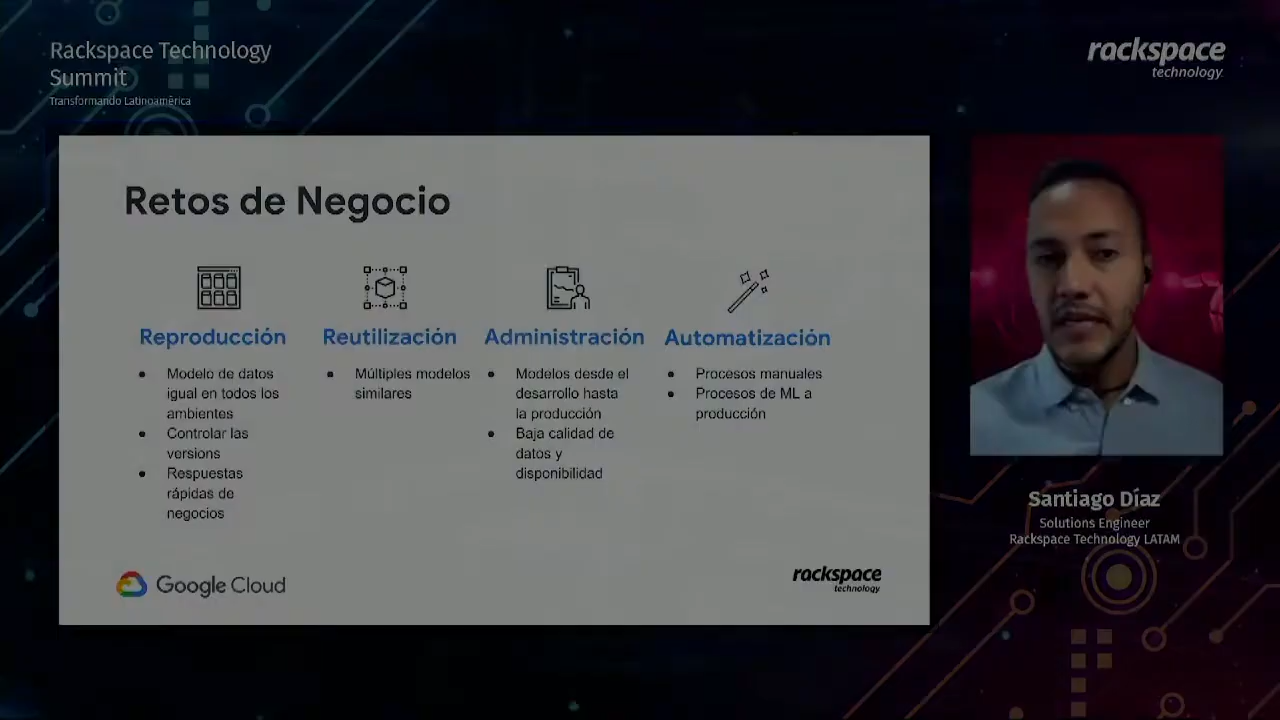 Rackspace Technology
Summit
Transformando Latinoamérica
rackspace
technology
Retos de Negocio
Reproducción
Modelo de datos
igual en todos los
ambientes
Controlar las
versions
Respuestas
rápidas de
negocios
Reutilización
Múltiples modelos
similares
Administración
Modelos desde el
desarrollo hasta
la producción
Baja calidad de
datos y
disponibilidad
Automatización
Procesos manuales
Procesos de ML a
producción
Google Cloud
rackspace
technology
Santiago Díaz
Solutions Engineer
Rackspace Technology LATAM